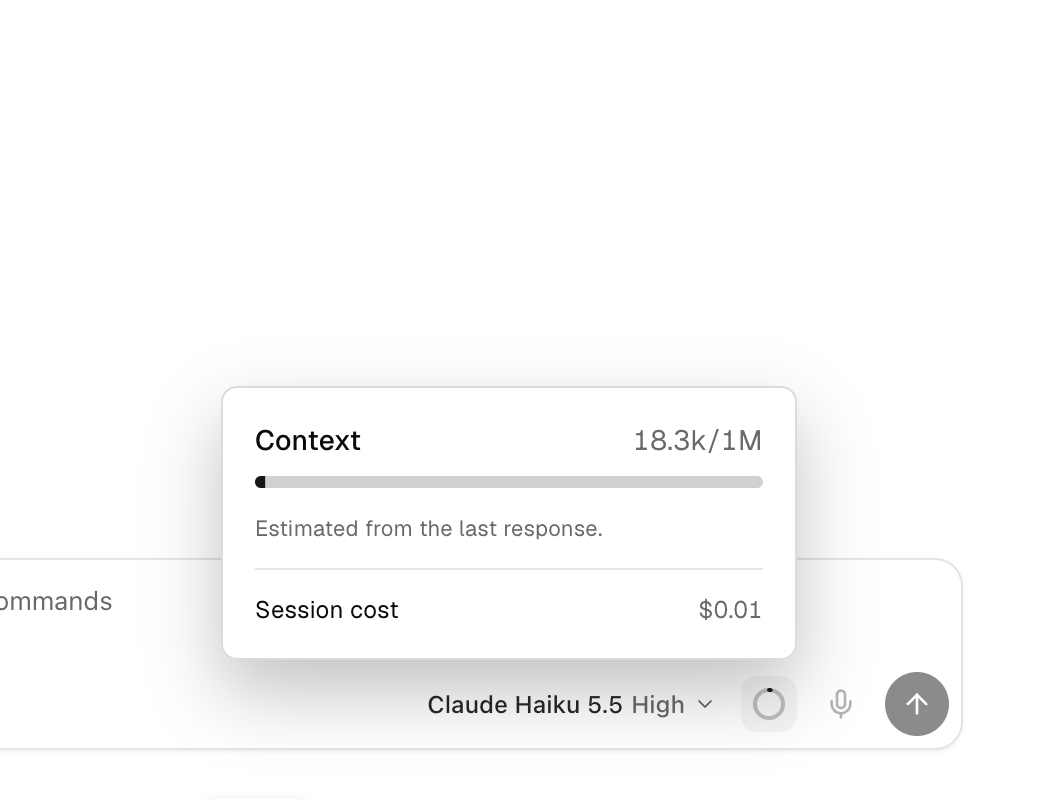 Context 18.3k/1M
Estimated from the last response.
ommands
Session cost $0.01
Claude Haiku 5.5 High